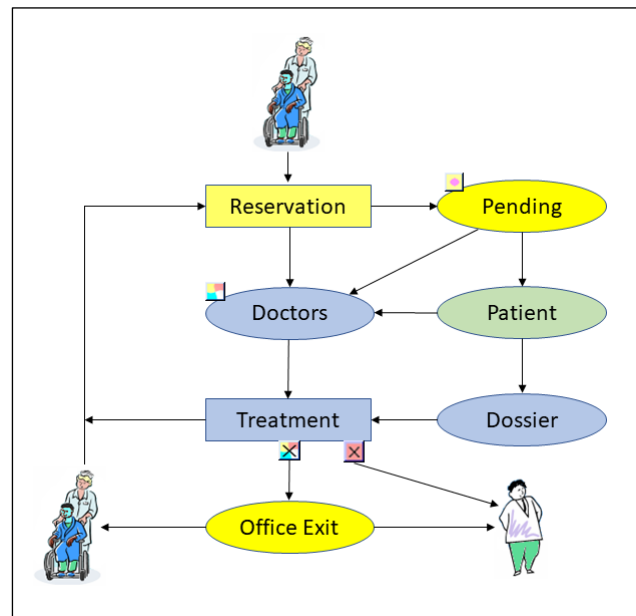 Reservation
Pending
Doctors
Patient
Treatment
Dossier
Office Exit